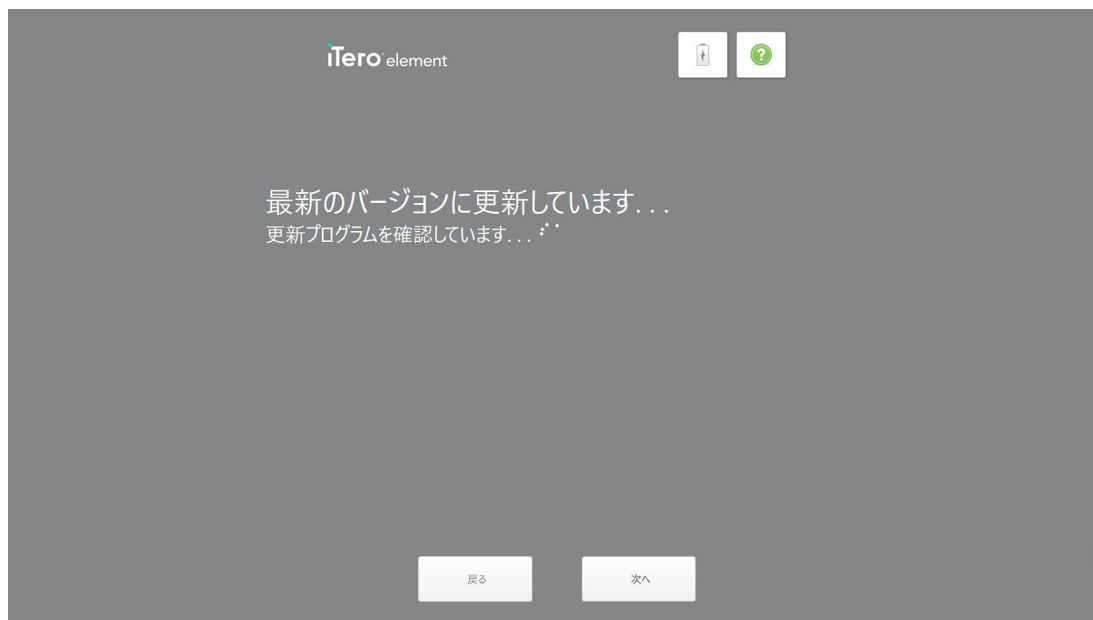 iTero element
?
最新のバージョンに更新しています...
更新プログラムを確認しています...
戻る
次へ